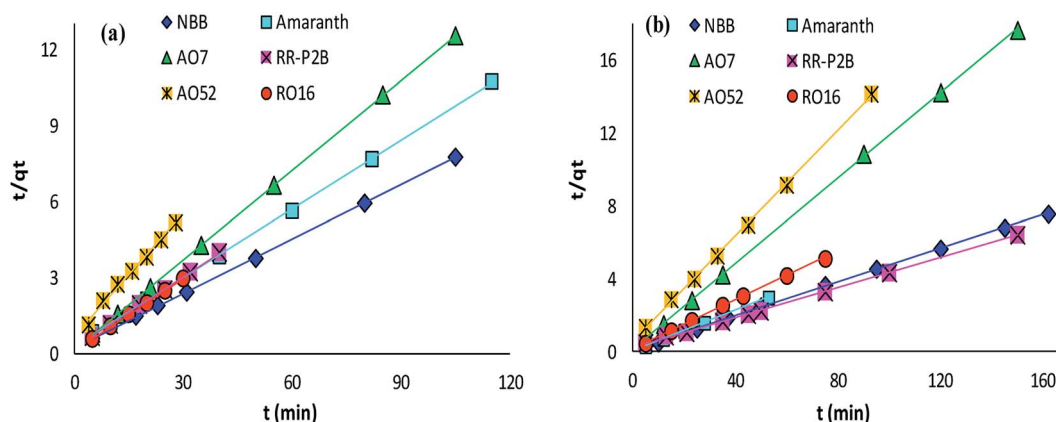 (a)
NBB
Amaranth
AO7
RR-P2B
AO52
RO16
12
9
6
3
0
t/qt
0 30 60 90 120
t (min)
(b)
NBB
Amaranth
AO7
RR-P2B
AO52
RO16
16
12
8
4
0
t/qt
0 40 80 120 160
t (min)